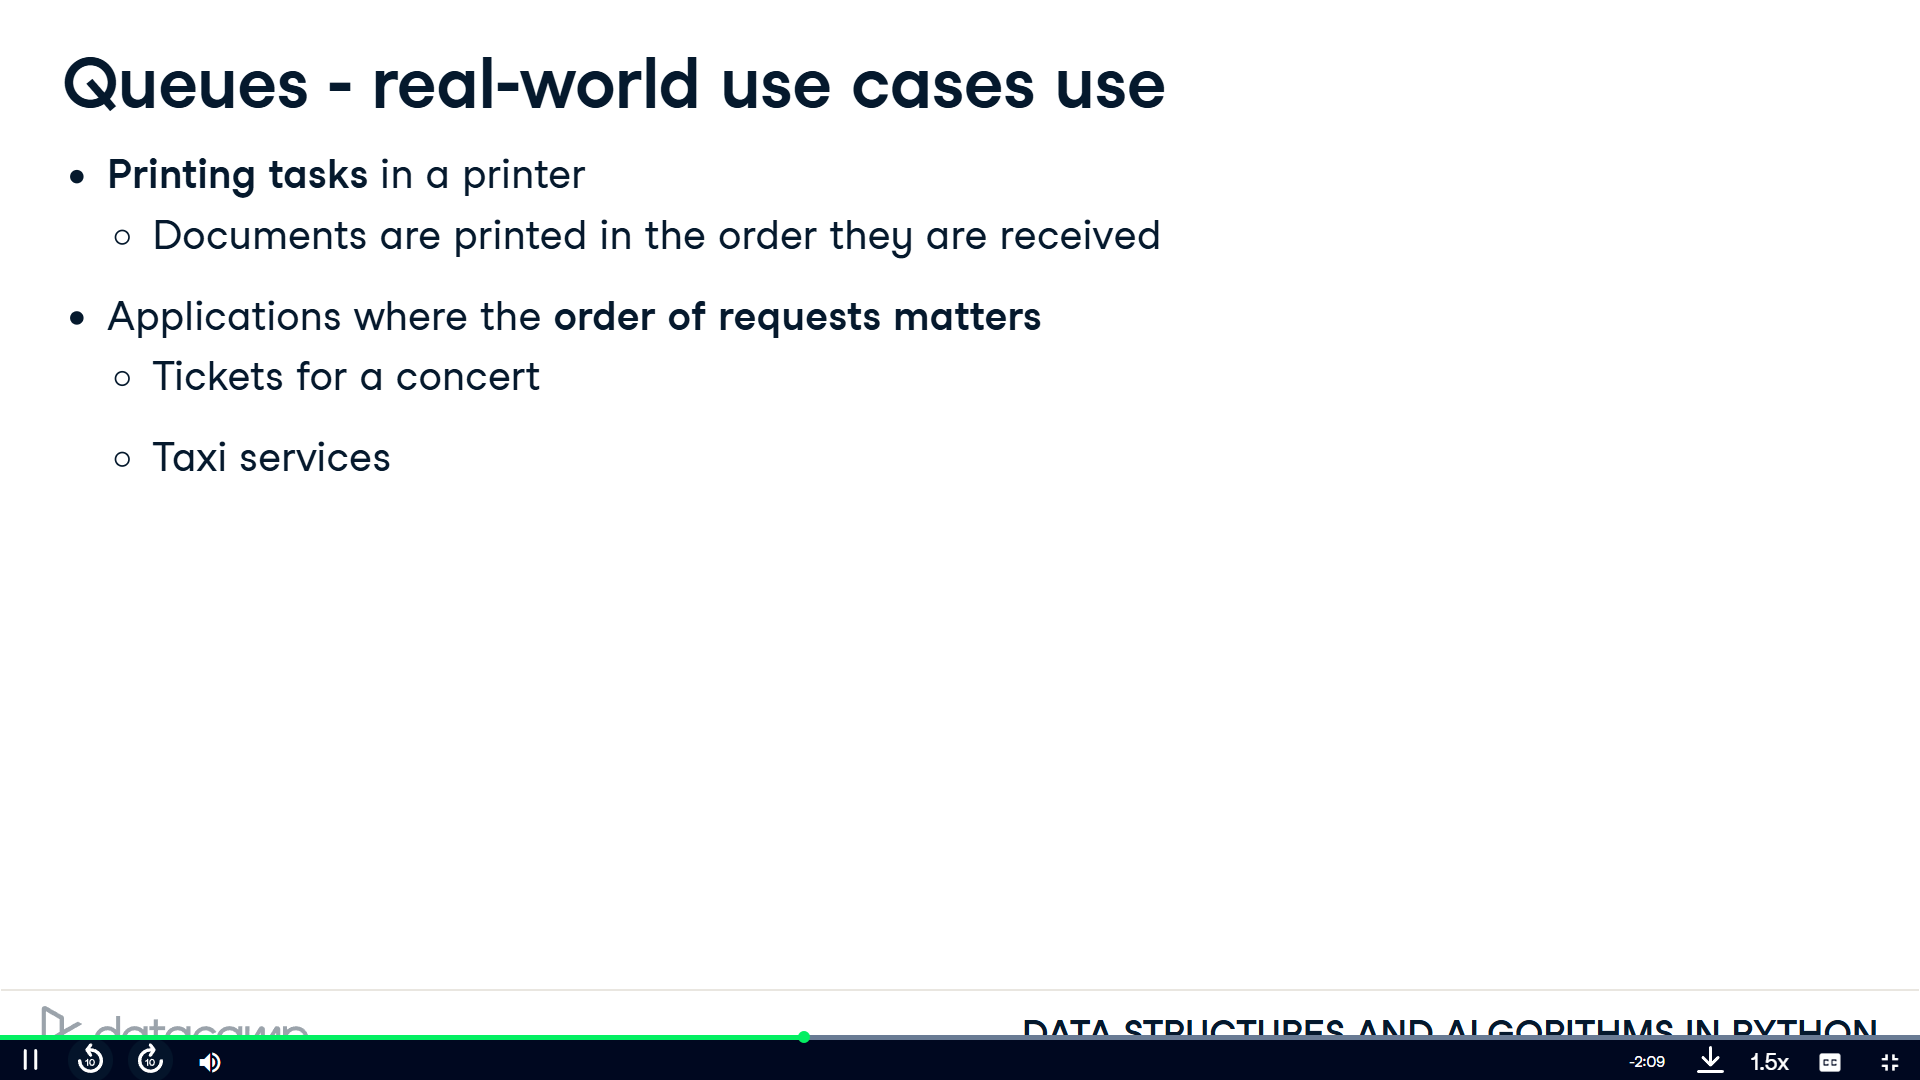 Queues - real-world use cases use
Printing tasks in a printer
Documents are printed in the order they are received
Applications where the order of requests matters
Tickets for a concert
Taxi services
datacamp
DATA STRUCTURES AND ALGORITHMS IN PYTHON
10
10
-2:09
1.5x
CC